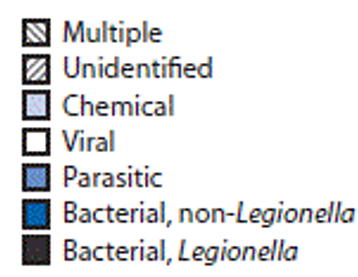 Multiple
Unidentified
Chemical
Viral
Parasitic
Bacterial, non-Legionella
Bacterial, Legionella